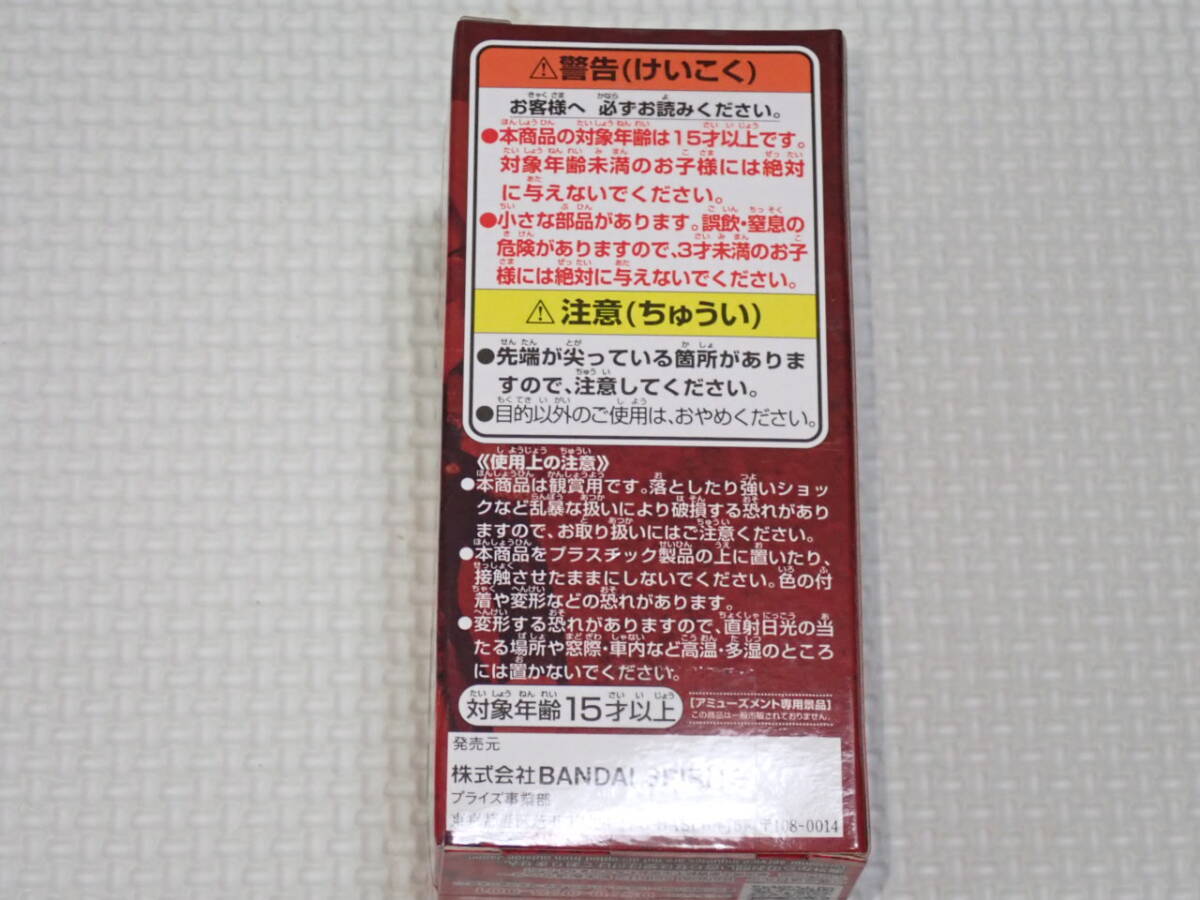 ⚠警告(けいこく)
お客様へ 必ずお読みください。
●本商品の対象年齢は15才以上です。
対象年齢未満のお子様には絶対
に与えないでください。
●小さな部品があります。誤飲・窒息の
危険がありますので、3才未満のお子
様には絶対に与えないでください。
⚠注意(ちゅうい)
●先端が尖っている箇所がありま
すので、注意してください。
●目的以外のご使用は、おやめください。
《使用上の注意》
●本商品は観賞用です。落としたり強いショッ
クなど乱暴な扱いにより破損する恐れがあり
ますので、お取り扱いにはご注意ください。
●本商品をプラスチック製品の上に置いたり、
接触させたままにしないでください。色の付
着や変形などの恐れがあります。
●変形する恐れがありますので、直射日光の当
たる場所や窓際・車内など高温・多湿のところ
には置かないでください。
対象年齢15才以上
【アミューズメント専用景品】
この商品は一般市販されておりません。
発売元
株式会社BANDAI
プライズ事業部
〒108-0014